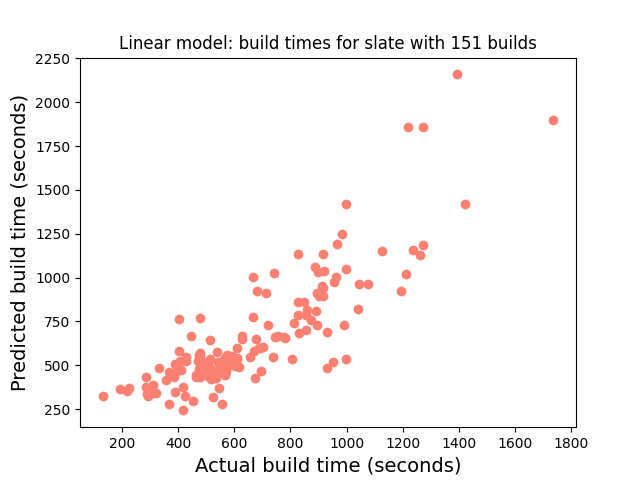 Linear model: build times for slate with 151 builds
Predicted build time (seconds)
2250
2000
1750
1500
1250
1000
750
500
250
200 400 600 800 1000 1200 1400 1600 1800
Actual build time (seconds)